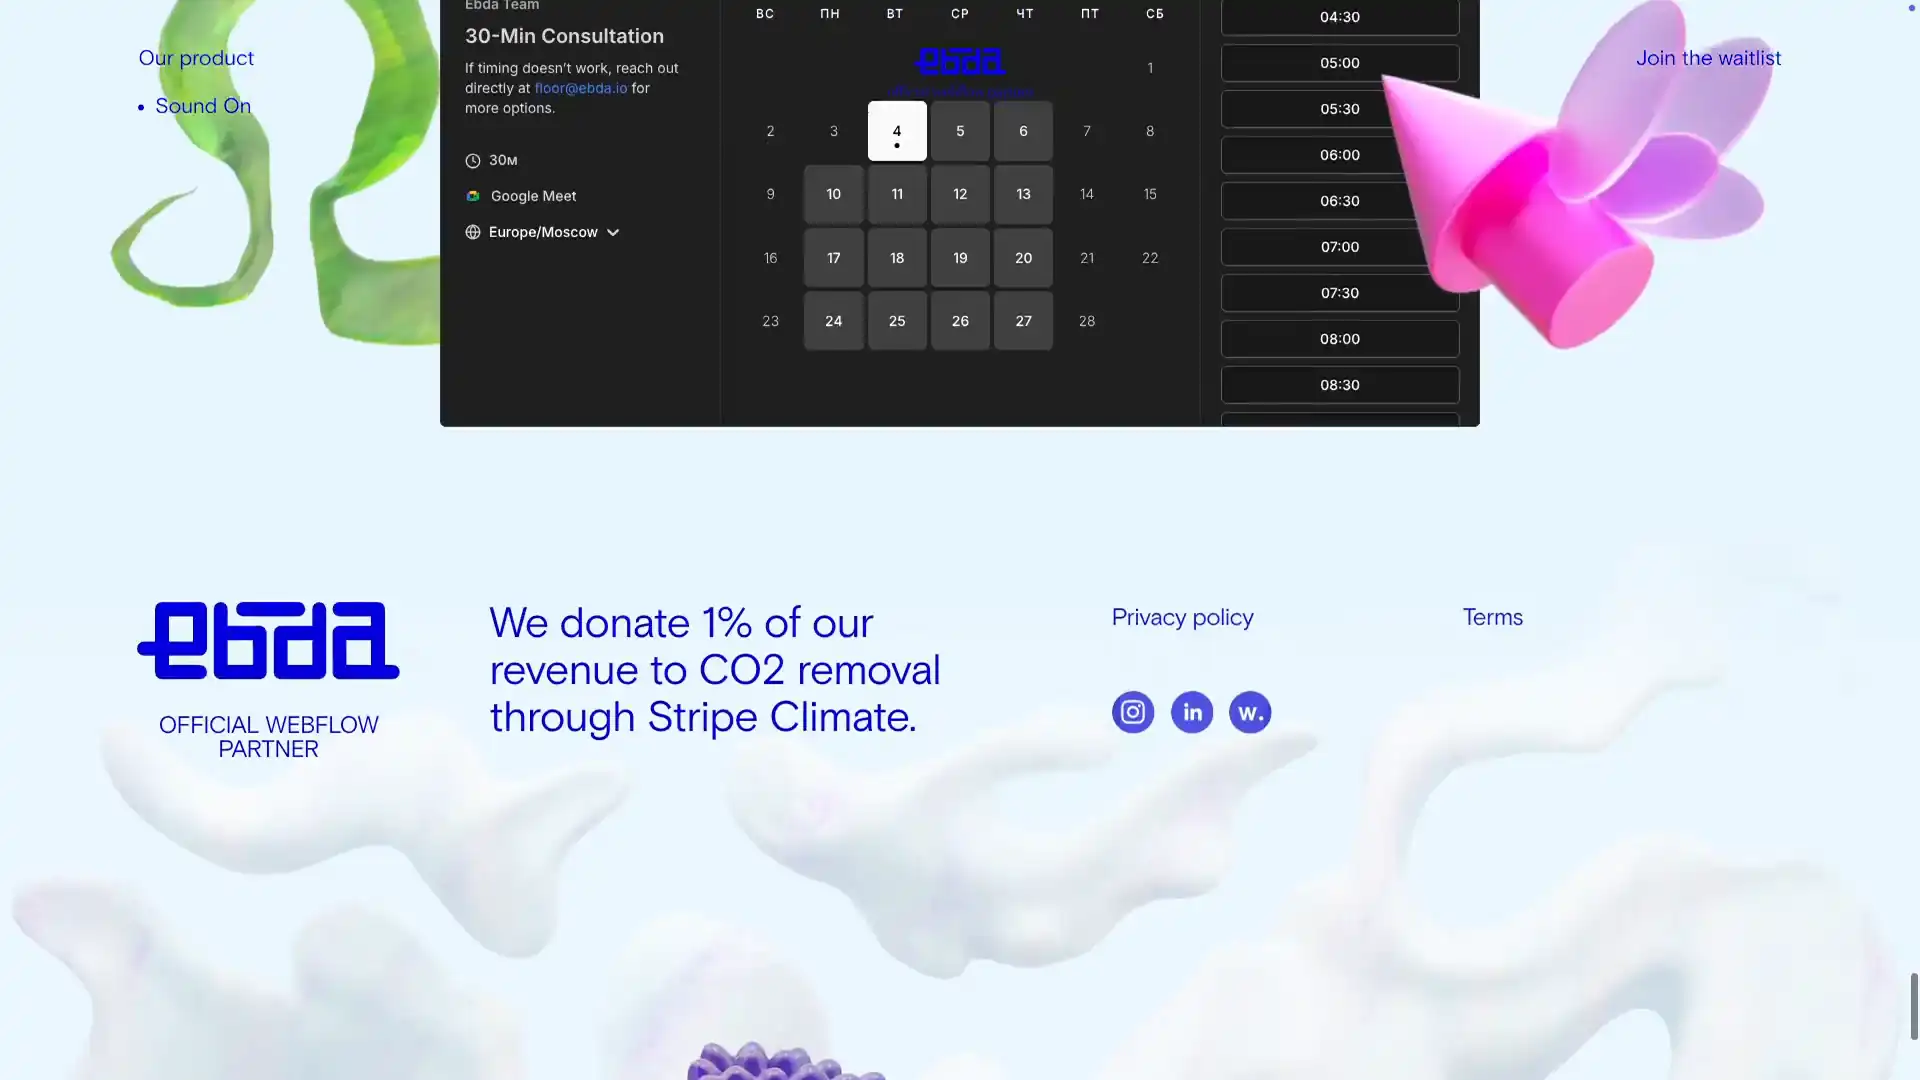 Ebda Team
30-Min Consultation
If timing doesn’t work, reach out
directly at floor@ebda.io for
more options.
30м
Google Meet
Europe/Moscow
ВС ПН ВТ СР ЧТ ПТ СБ
ebda
1
2 3 4 5 6 7 8
9 10 11 12 13 14 15
16 17 18 19 20 21 22
23 24 25 26 27 28
04:30
05:00
05:30
06:00
06:30
07:00
07:30
08:00
08:30
Our product
• Sound On
Join the waitlist
ebda
OFFICIAL WEBFLOW
PARTNER
We donate 1% of our
revenue to CO2 removal
through Stripe Climate.
Privacy policy
Terms
in
w.